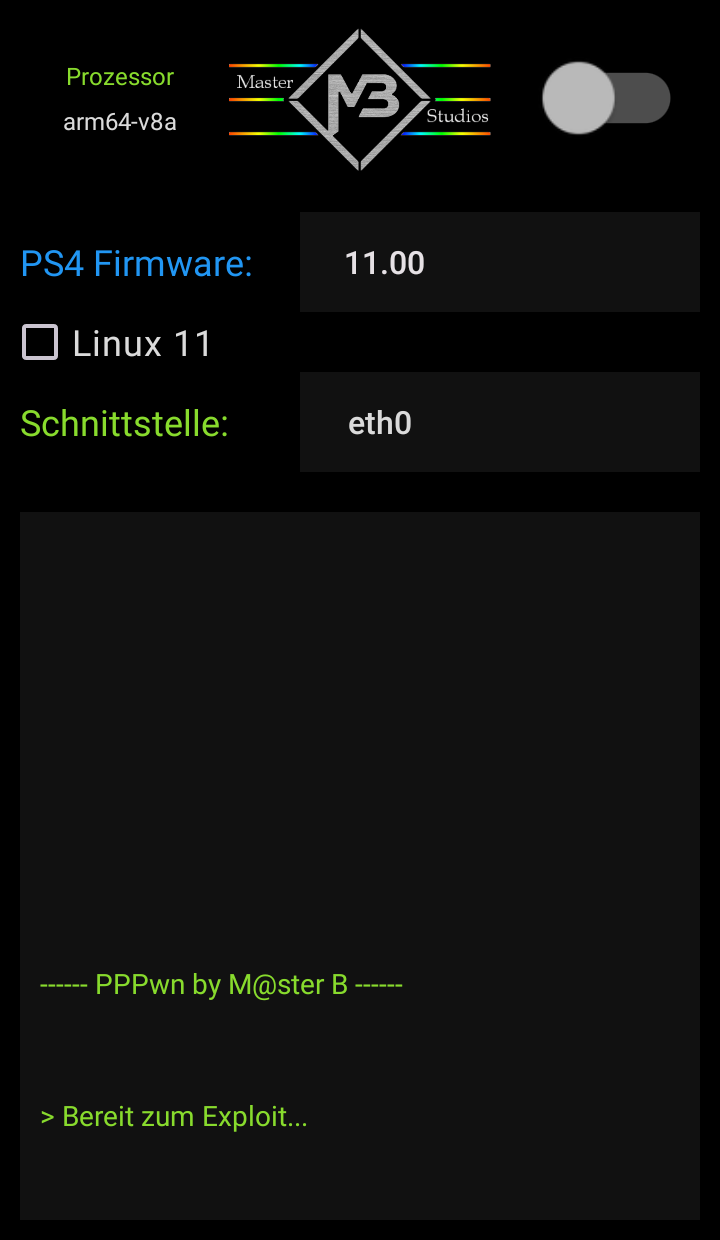 Prozessor
arm64-v8a
Master
MB
Studios
PS4 Firmware:
11.00
Linux 11
Schnittstelle:
eth0
------ PPPwn by M@ster B ------
> Bereit zum Exploit...